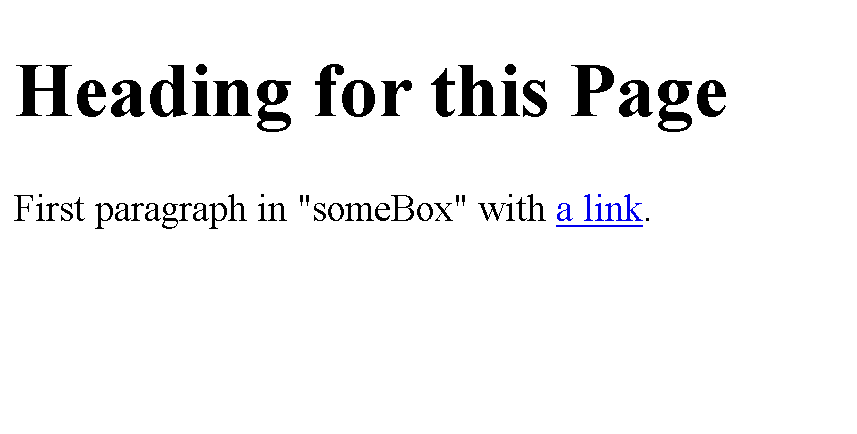 Heading for this Page
First paragraph in "someBox" with a link.